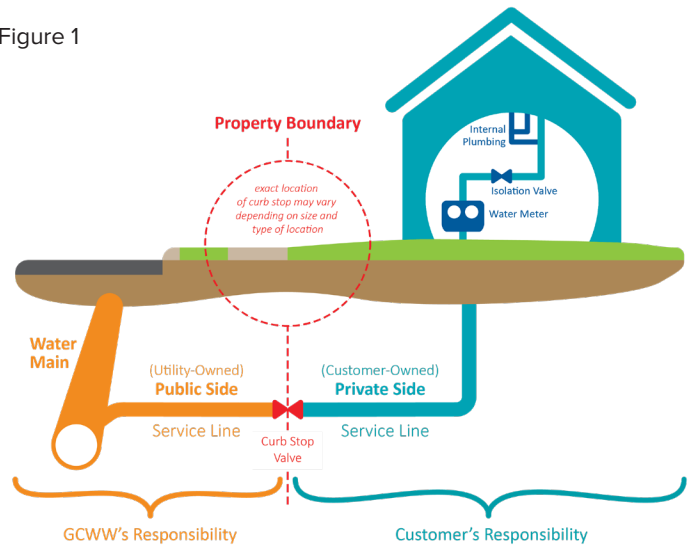 Figure 1
Property Boundary
exact location
of curb stop may vary
depending on size and
type of location
Internal
Plumbing
Isolation Valve
Water Meter
Water
Main
(Utility-Owned)
Public Side
Service Line
(Customer-Owned)
Private Side
Service Line
Curb Stop
Valve
GCWW's Responsibility
Customer's Responsibility